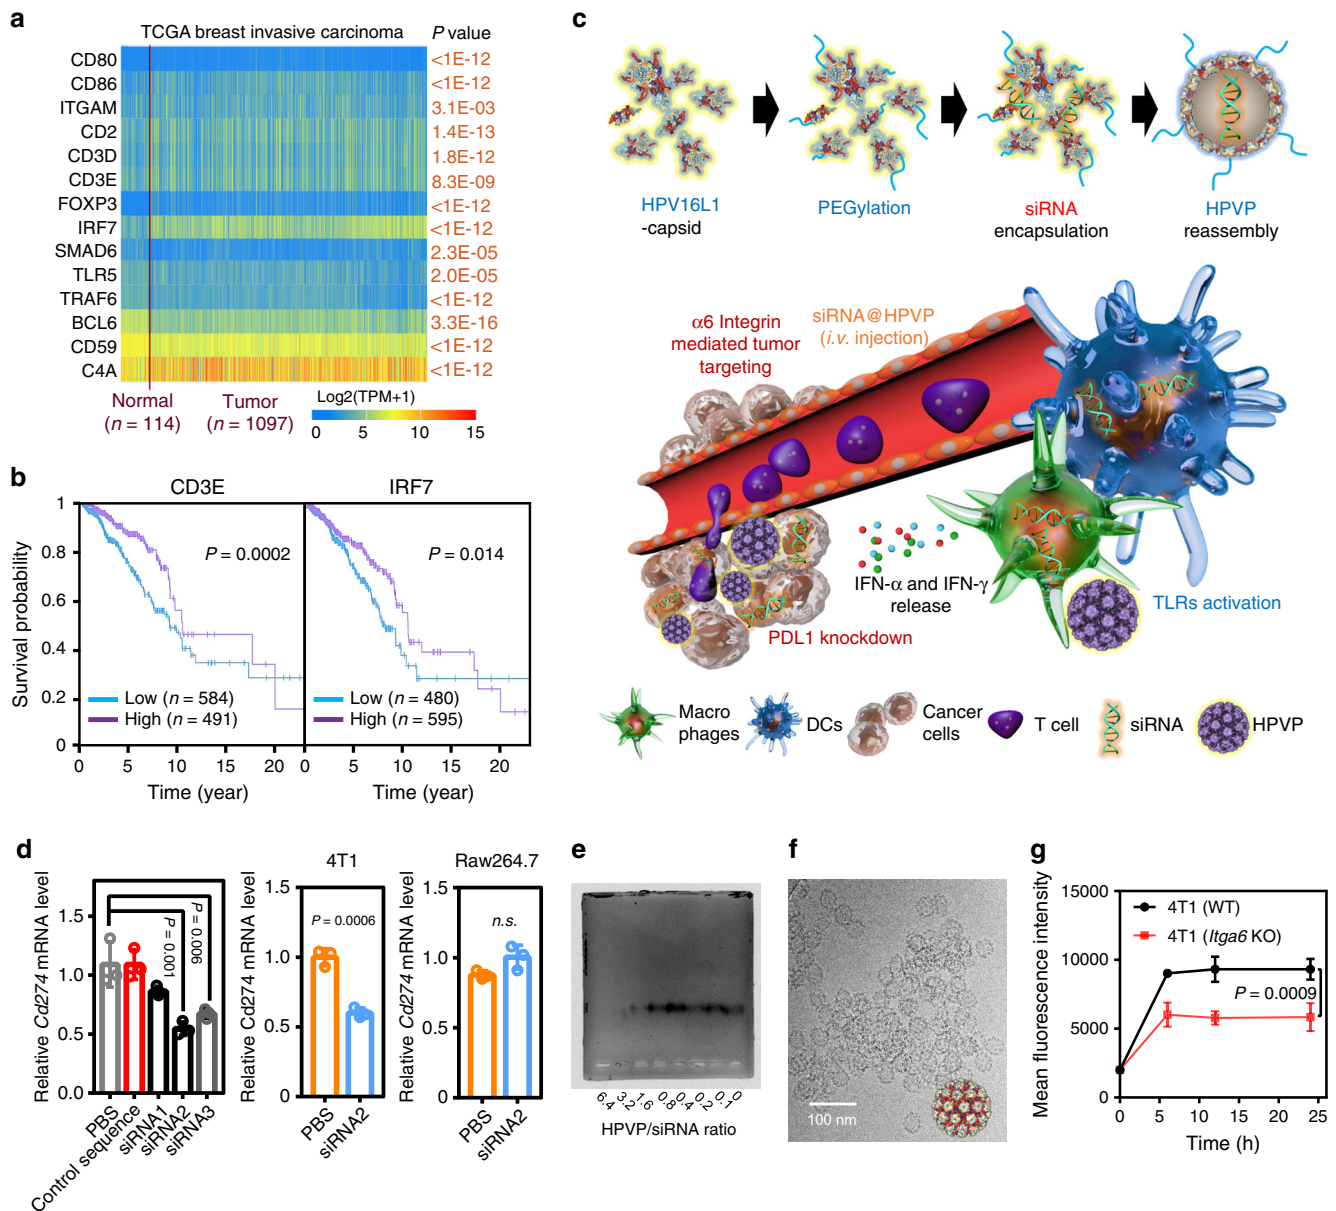 a
TCGA breast invasive carcinoma
P value
CD80
<1E-12
CD86
<1E-12
ITGAM
3.1E-03
CD2
1.4E-13
CD3D
1.8E-12
CD3E
8.3E-09
FOXP3
<1E-12
IRF7
<1E-12
SMAD6
2.3E-05
TLR5
2.0E-05
TRAF6
<1E-12
BCL6
3.3E-16
CD59
<1E-12
C4A
<1E-12
Normal
(n = 114)
Tumor
(n = 1097)
Log2(TPM+1)
0 5 10 15
b
CD3E
IRF7
Survival probability
1
0.8
0.6
0.4
0.2
0
P = 0.0002
Low (n = 584)
High (n = 491)
0 5 10 15 20
Time (year)
P = 0.014
Low (n = 480)
High (n = 595)
0 5 10 15 20
Time (year)
c
HPV16L1
-capsid
PEGylation
siRNA
encapsulation
HPVP
reassembly
α6 Integrin
mediated tumor
targeting
siRNA@HPVP
(i.v. injection)
IFN-α and IFN-γ
release
TLRs activation
PDL1 knockdown
Macro
phages
DCs
Cancer
cells
T cell
siRNA
HPVP
d
Relative Cd274 mRNA level
1.5
1.0
0.5
0.0
P = 0.001
P = 0.006
PBS
Control sequence
siRNA1
siRNA2
siRNA3
4T1
Relative Cd274 mRNA level
1.5
1.0
0.5
0
P = 0.0006
PBS
siRNA2
Raw264.7
Relative Cd274 mRNA level
1.5
1.0
0.5
0
n.s.
PBS
siRNA2
e
6.4 3.2 1.6 0.8 0.4 0.2 0.1 0
HPVP/siRNA ratio
f
100 nm
g
Mean fluorescence intensity
15000
10000
5000
0
4T1 (WT)
4T1 (Itga6 KO)
P = 0.0009
0 5 10 15 20 25
Time (h)